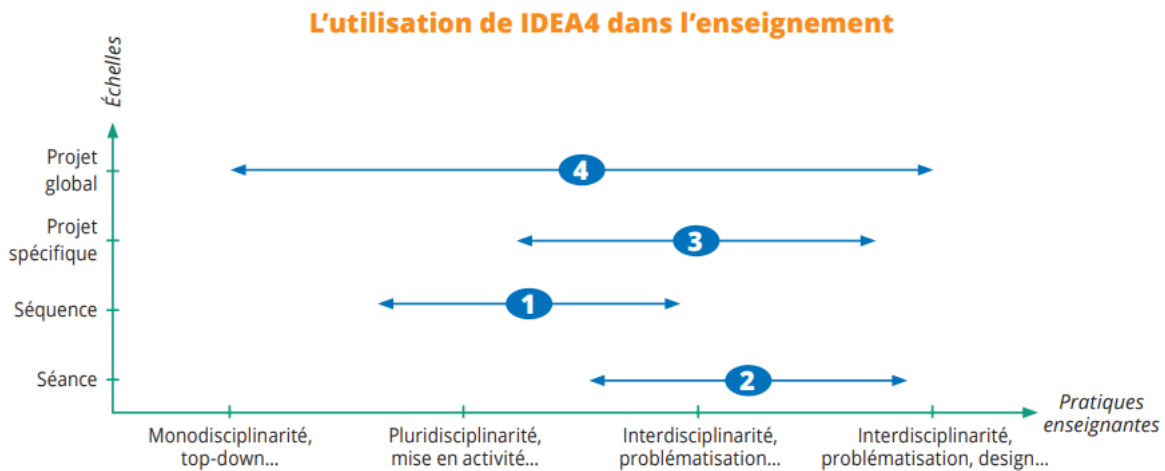 L’utilisation de IDEA4 dans l’enseignement
Échelles
Projet
global
4
Projet
spécifique
3
Séquence
1
Séance
2
Pratiques
enseignantes
Monodisciplinarité,
top-down...
Pluridisciplinarité,
mise en activité...
Interdisciplinarité,
problématisation...
Interdisciplinarité,
problématisation, design...